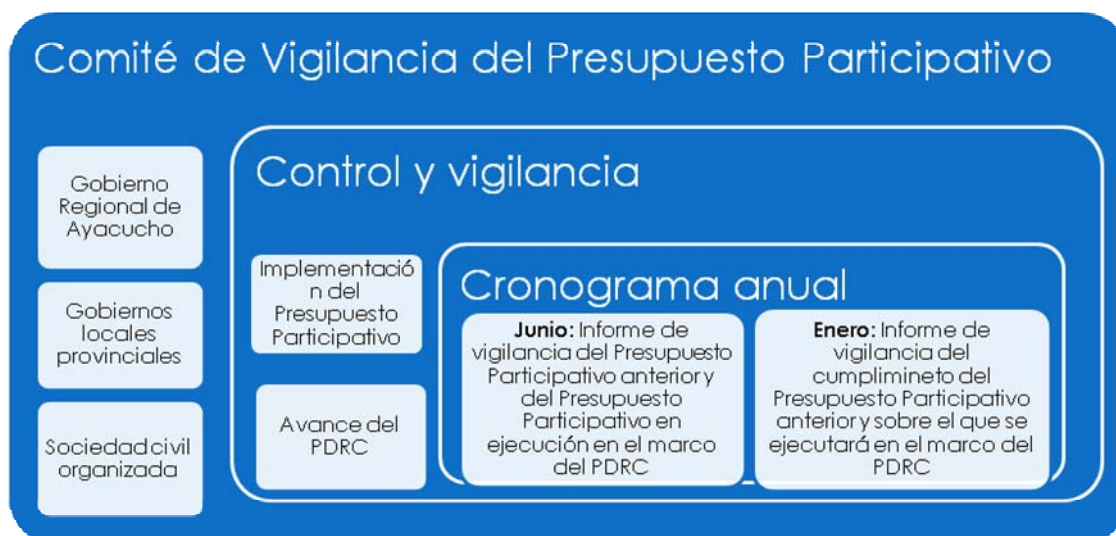 Comité de Vigilancia del Presupuesto Participativo
Gobierno
Regional de
Ayacucho
Gobiernos
locales
provinciales
Sociedad civil
organizada
Control y vigilancia
Implementació
n del
Presupuesto
Participativo
Avance del
PDRC
Cronograma anual
Junio: Informe de
vigilancia del Presupuesto
Participativo anterior y
del Presupuesto
Participativo en
ejecución en el marco
del PDRC
Enero: Informe de
vigilancia del
cumplimineto del
Presupuesto Participativo
anterior y sobre el que se
ejecutará en el marco del
PDRC